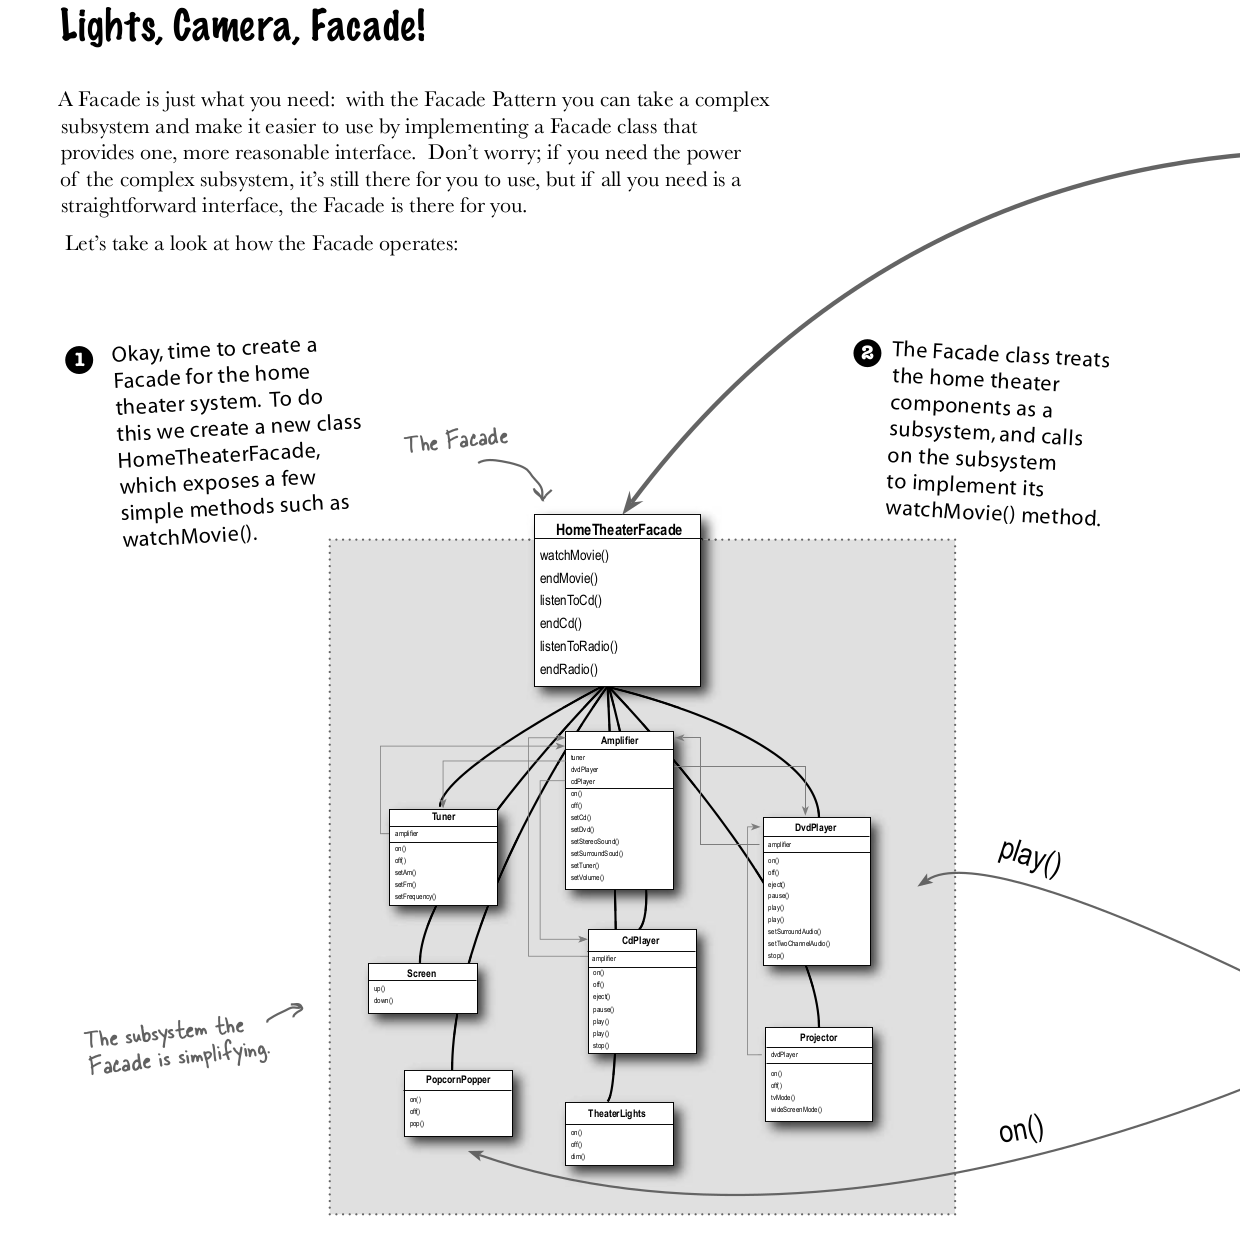 Lights, Camera, Facade!
A Facade is just what you need:  with the Facade Pattern you can take a complex
subsystem and make it easier to use by implementing a Facade class that
provides one, more reasonable interface.  Don’t worry; if you need the power
of the complex subsystem, it’s still there for you to use, but if all you need is a
straightforward interface, the Facade is there for you.
Let’s take a look at how the Facade operates:
1
Okay, time to create a
Facade for the home
theater system.  To do
this we create a new class
HomeTheaterFacade,
which exposes a few
simple methods such as
watchMovie().
2
The Facade class treats
the home theater
components as a
subsystem, and calls
on the subsystem
to implement its
watchMovie() method.
The Facade
HomeTheaterFacade
watchMovie()
endMovie()
listenToCd()
endCd()
listenToRadio()
endRadio()
Amplifier
tuner
dvdPlayer
cdPlayer
on()
off()
setCd()
setDvd()
setStereoSound()
setSurroundSoud()
setTuner()
setVolume()
Tuner
amplifier
on()
off()
setAm()
setFm()
setFrequency()
DvdPlayer
amplifier
on()
off()
eject()
pause()
play()
play()
setSurroundAudio()
setTwoChannelAudio()
stop()
play()
CdPlayer
amplifier
on()
off()
eject()
pause()
play()
play()
stop()
Screen
up()
down()
The subsystem the
Facade is simplifying.
Projector
dvdPlayer
on()
off()
tvMode()
wideScreenMode()
PopcornPopper
on()
off()
pop()
TheaterLights
on()
off()
dim()
on()